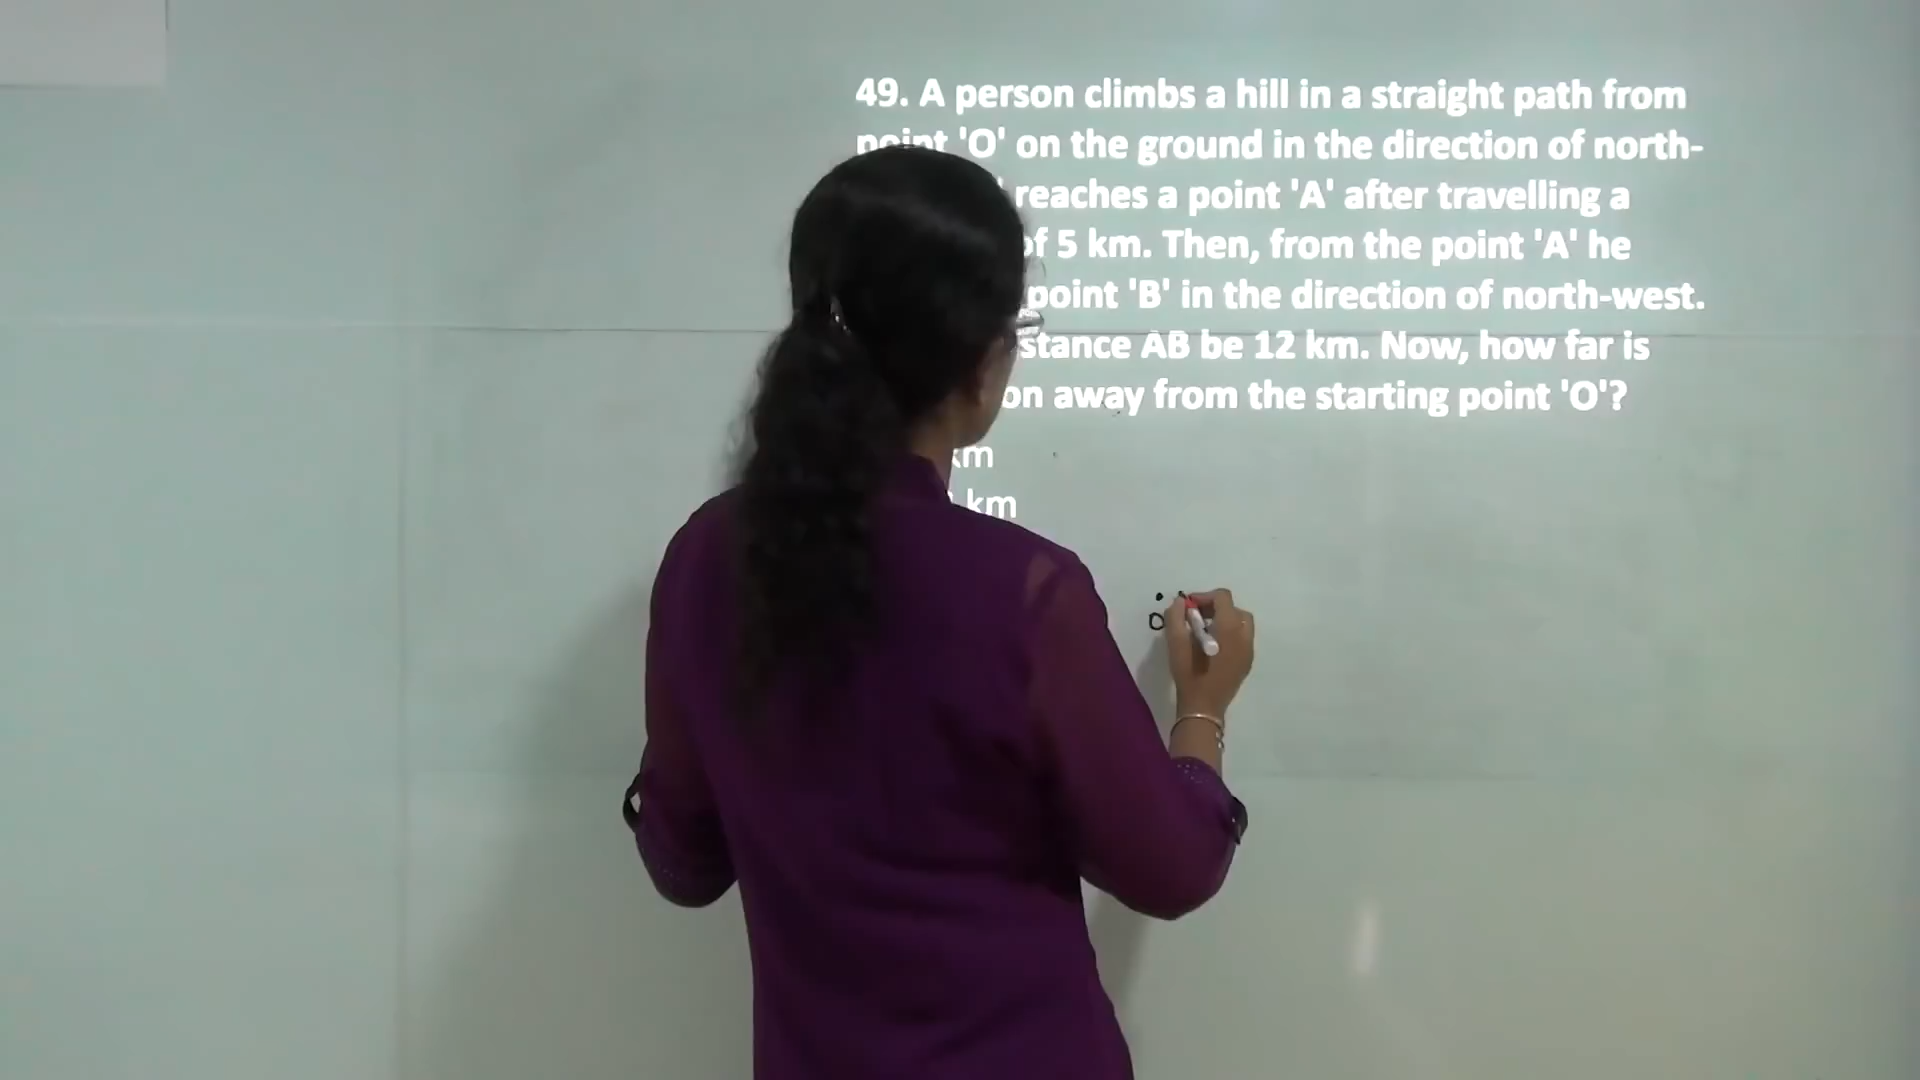 49. A person climbs a hill in a straight path from
point 'O' on the ground in the direction of north-
reaches a point 'A' after travelling a
of 5 km. Then, from the point 'A' he
point 'B' in the direction of north-west.
AB be 12 km. Now, how far is
away from the starting point 'O'?
km
km
O